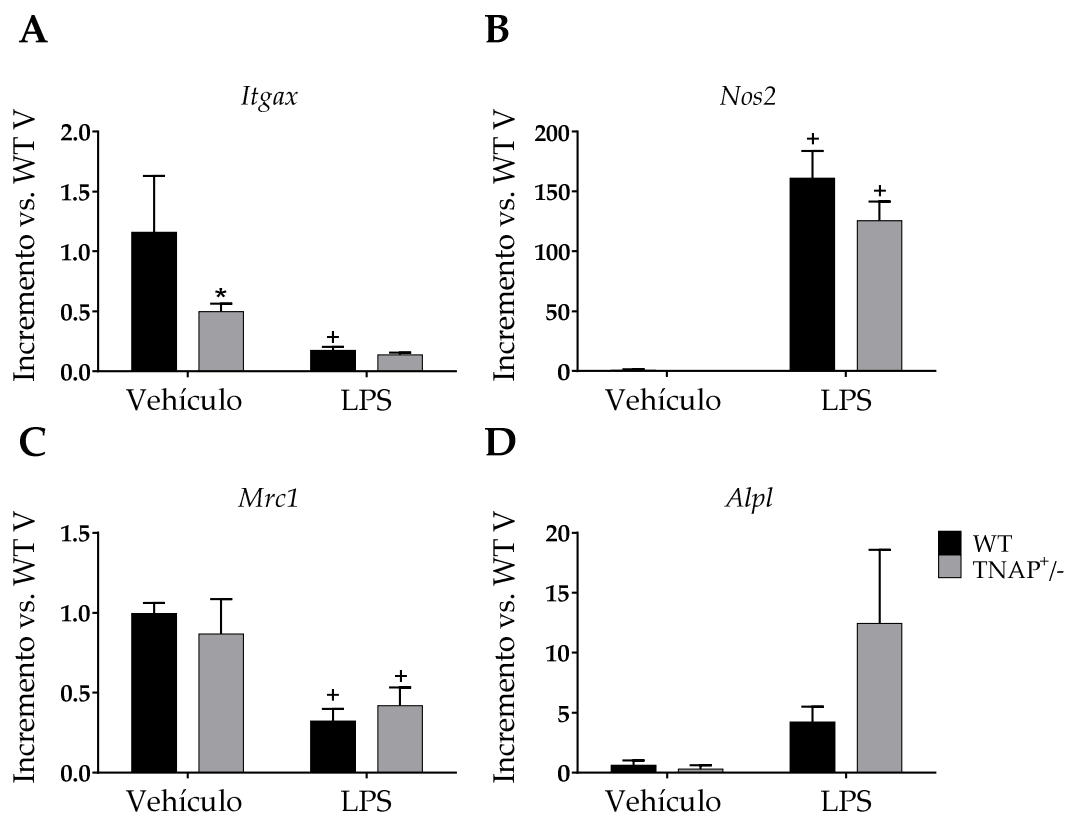 A
Itgax
Incremento vs. WT V
2.0
1.5
1.0
0.5
0.0
*
+
Vehículo
LPS
B
Nos2
Incremento vs. WT V
200
150
100
50
0
+
+
Vehículo
LPS
C
Mrc1
Incremento vs. WT V
1.5
1.0
0.5
0.0
+
+
Vehículo
LPS
D
Alpl
Incremento vs. WT V
20
15
10
5
0
Vehículo
LPS
WT
TNAP⁺/-